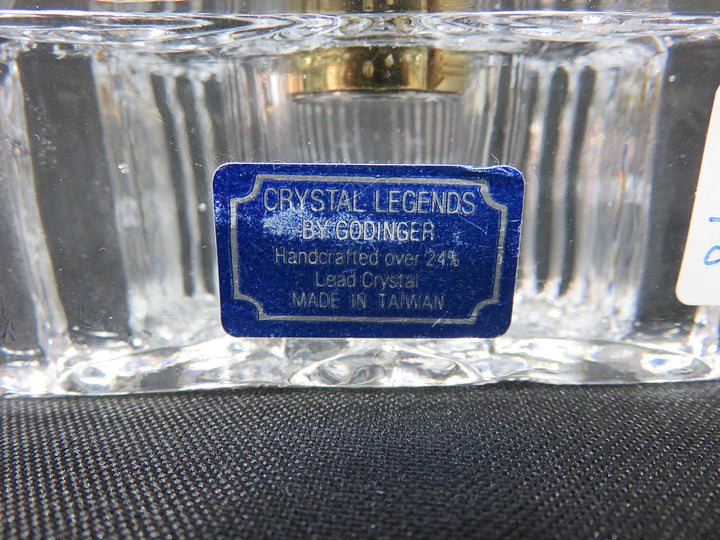 CRYSTAL LEGENDS
BY GODINGER
Handcrafted over 24%
Lead Crystal
MADE IN TAIWAN